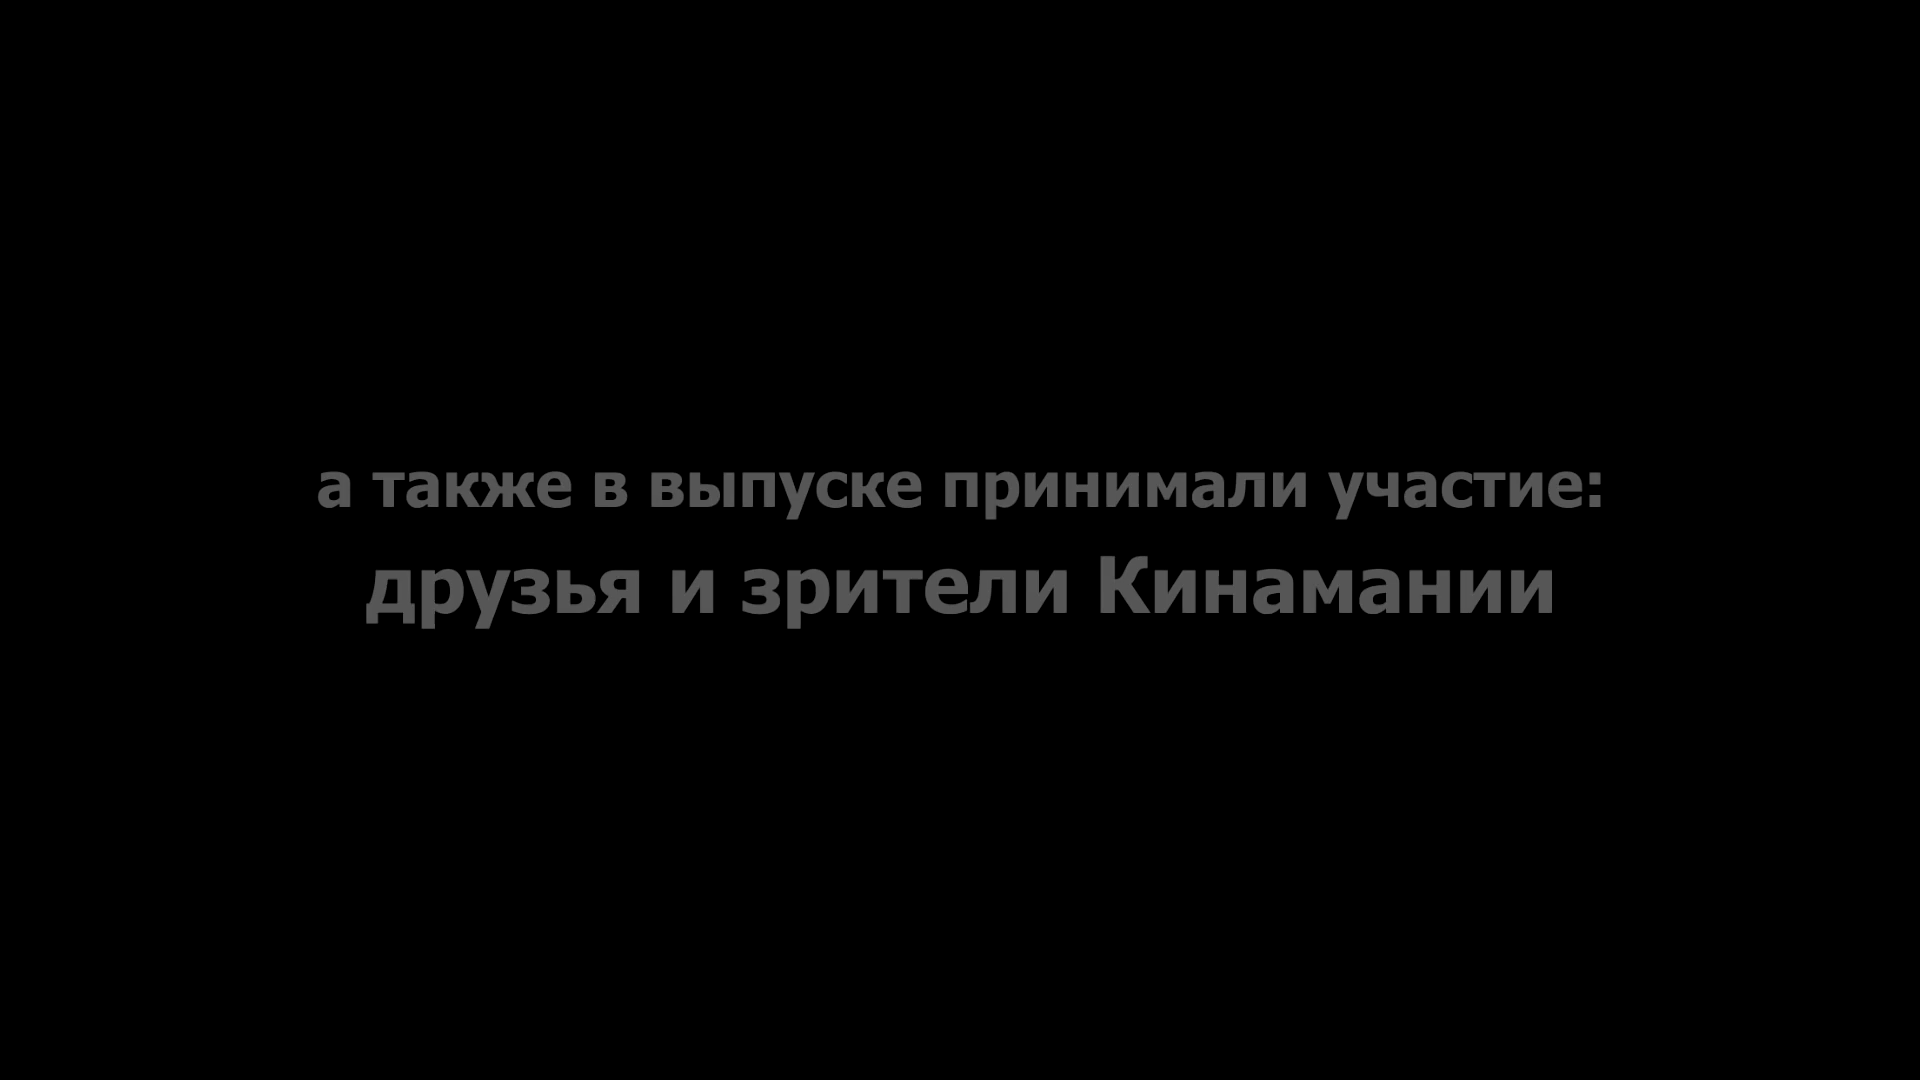 а также в выпуске принимали участие:
друзья и зрители Кинамании